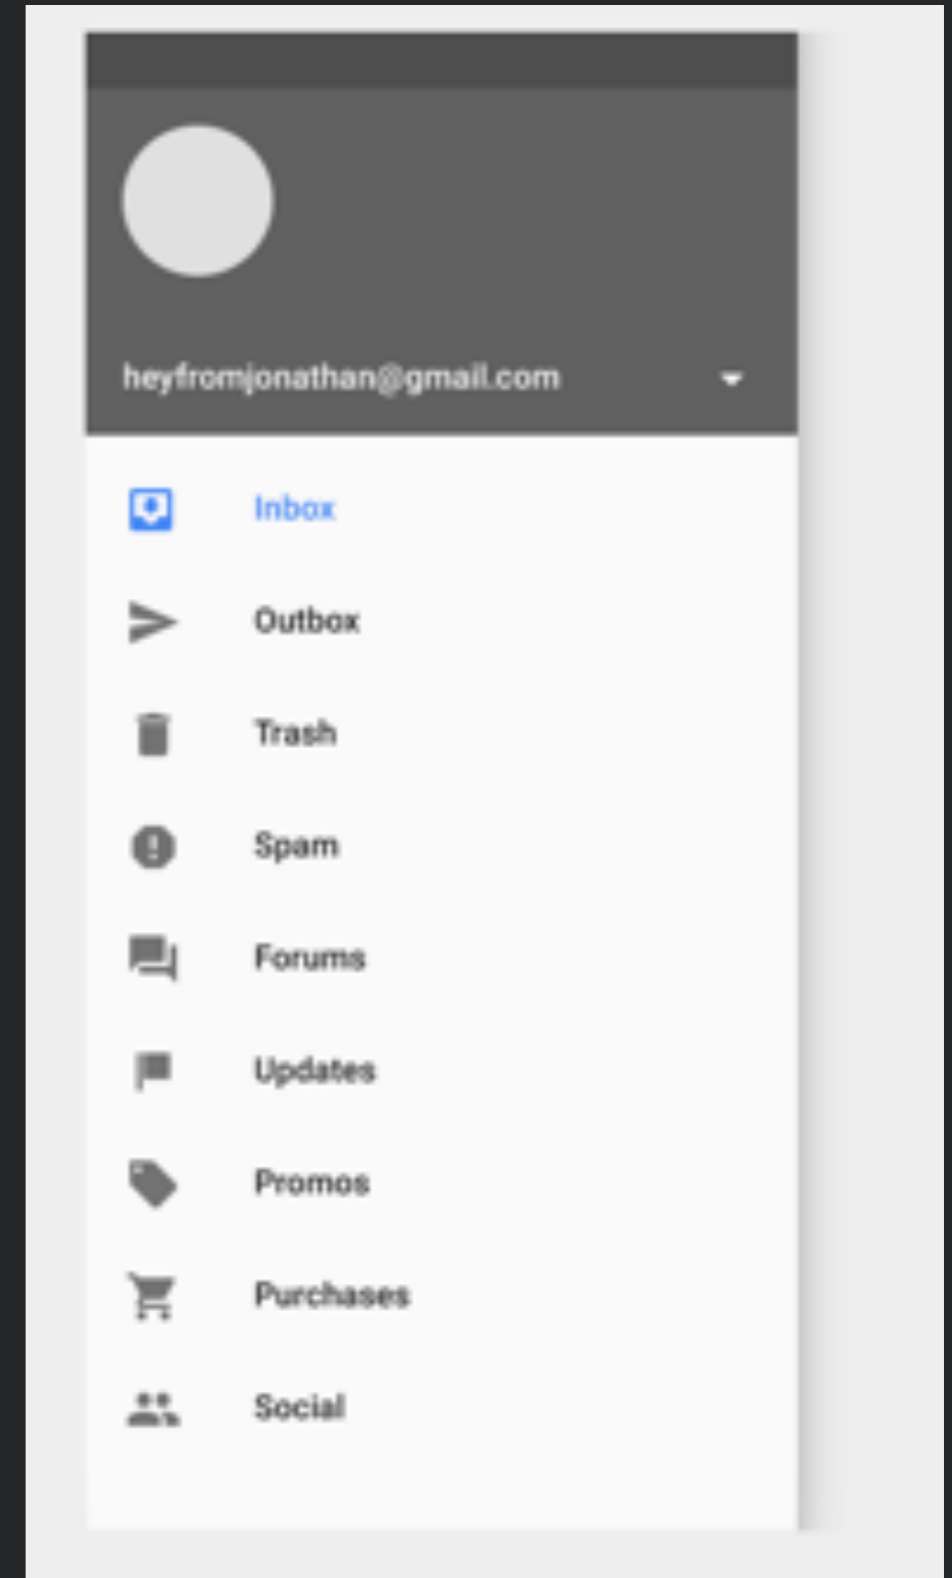 heyfromjonathan@gmail.com
Inbox
Outbox
Trash
Spam
Forums
Updates
Promos
Purchases
Social